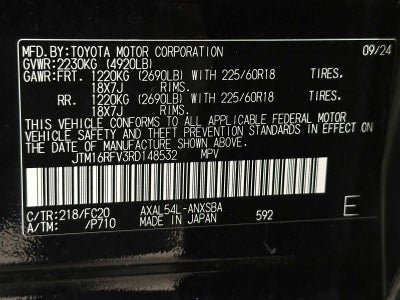 MFD.BY:TOYOTA MOTOR CORPORATION 09/24
GVWR:2230KG (4920LB)
GAWR:FRT. 1220KG (2690LB) WITH 225/60R18 TIRES.
18X7J RIMS.
RR. 1220KG (2690LB) WITH 225/60R18 TIRES.
18X7J RIMS.
THIS VEHICLE CONFORMS TO ALL APPLICABLE FEDERAL MOTOR
VEHICLE SAFETY AND THEFT PREVENTION STANDARDS IN EFFECT ON
THE DATE OF MANUFACTURE SHOWN ABOVE.
JTM16RFV3RD148532 MPV
C/TR:218/FC20 AXAL54L-ANXSBA
A/TM: /P710 MADE IN JAPAN 592 E